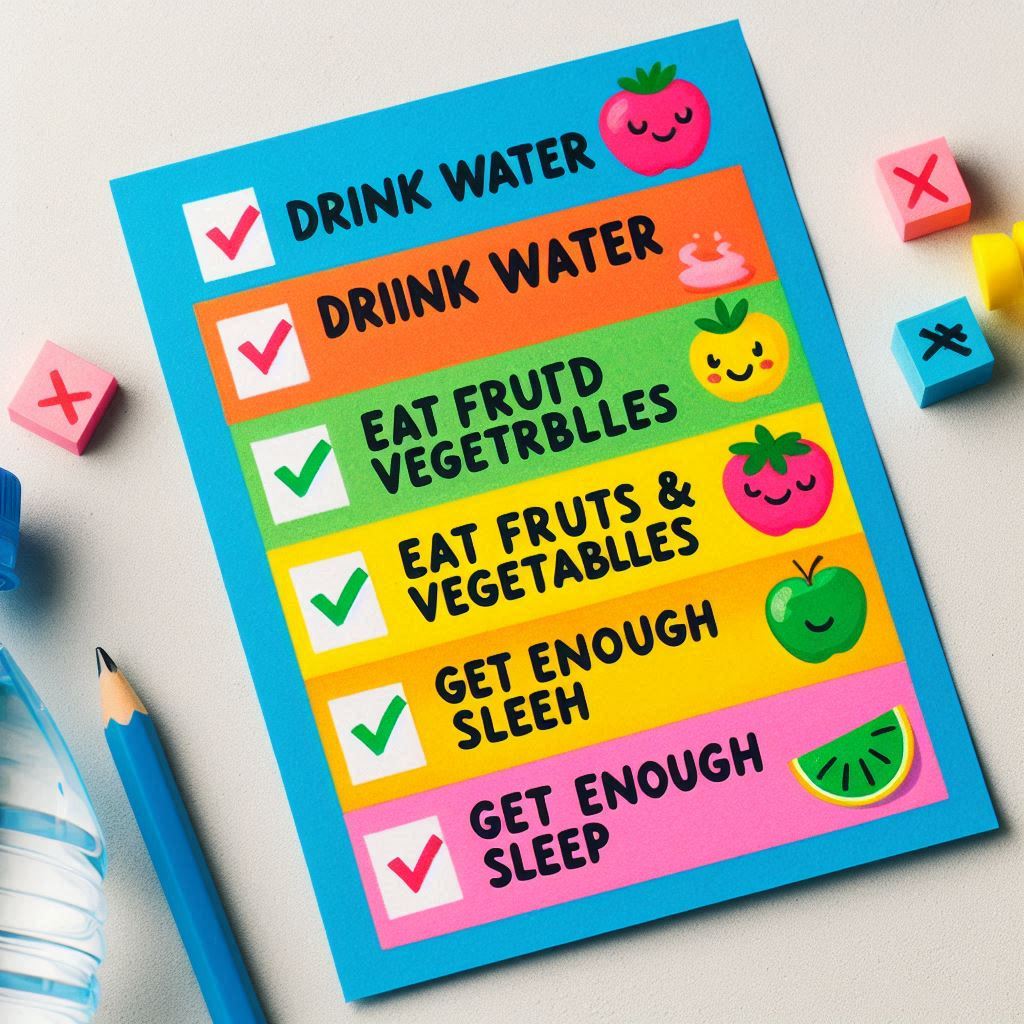 DRINK WATER
DRIINK WATER
EAT FRUTD
VEGETRBLLES
EAT FRUTS &
VEGETABLLES
GET ENOUGH
SLEEH
GET ENOUGH
SLEEP